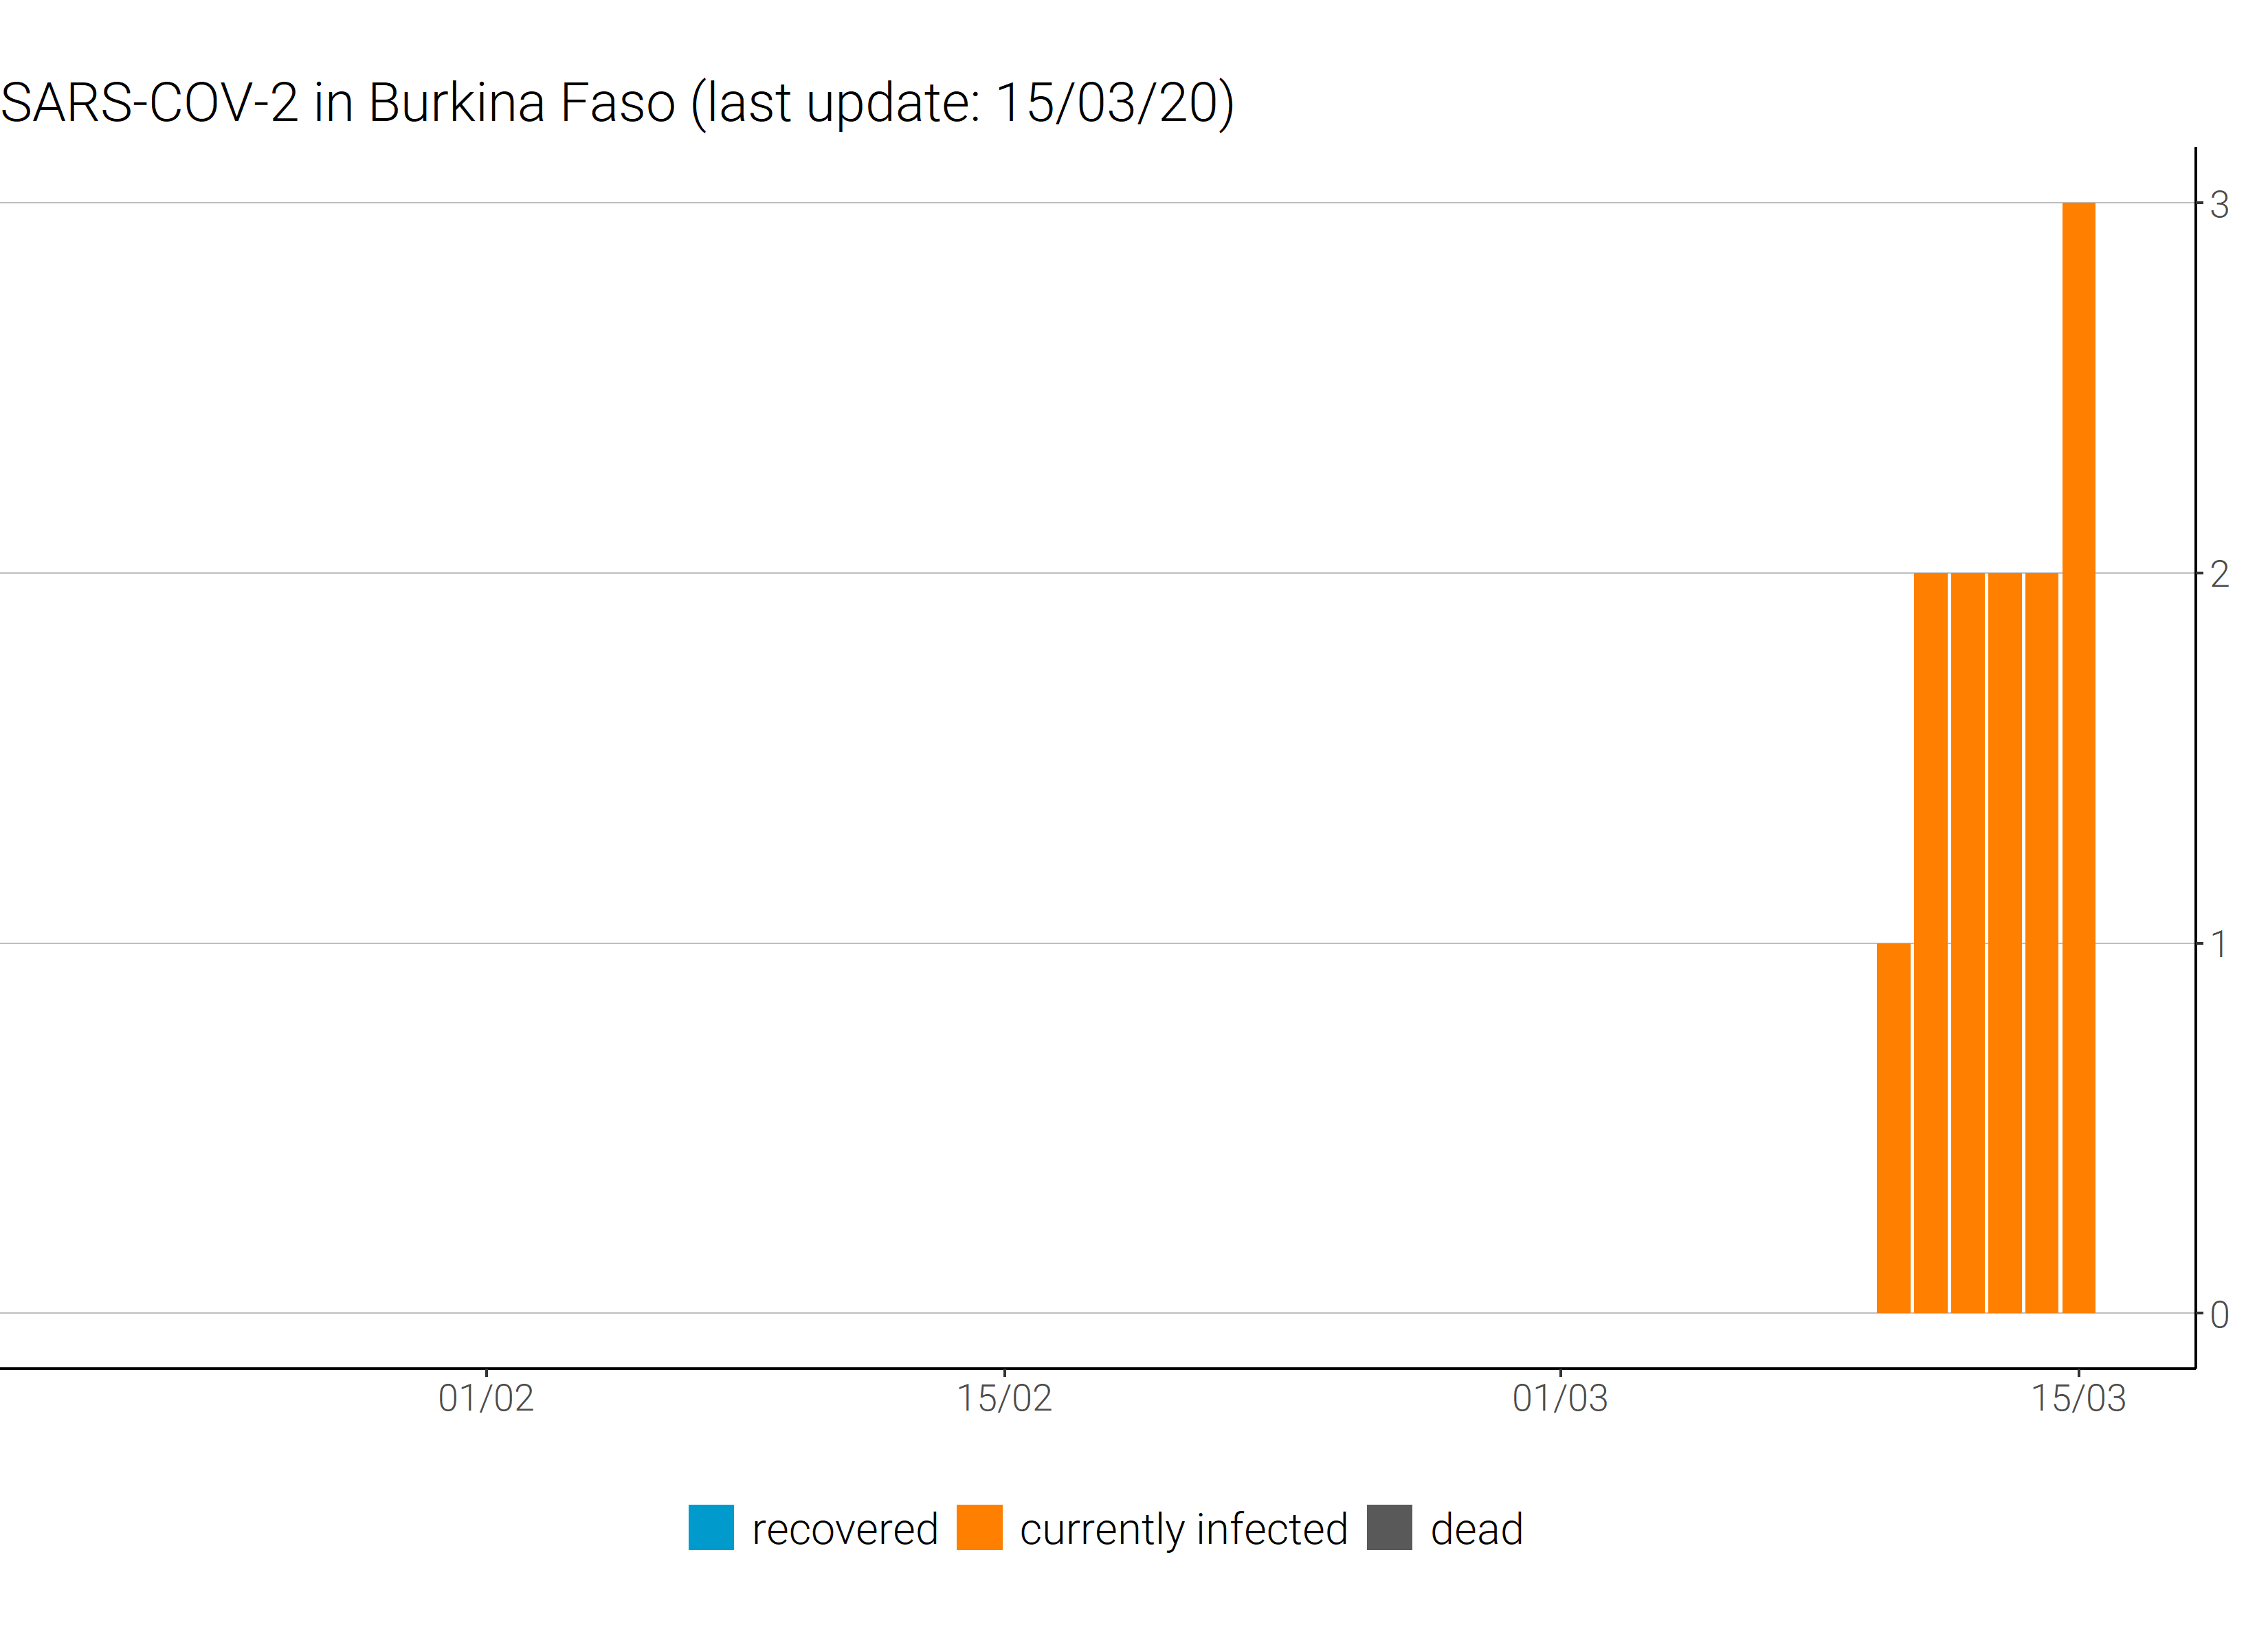 SARS-COV-2 in Burkina Faso (last update: 15/03/20)
3
2
1
0
01/02 15/02 01/03 15/03
recovered currently infected dead